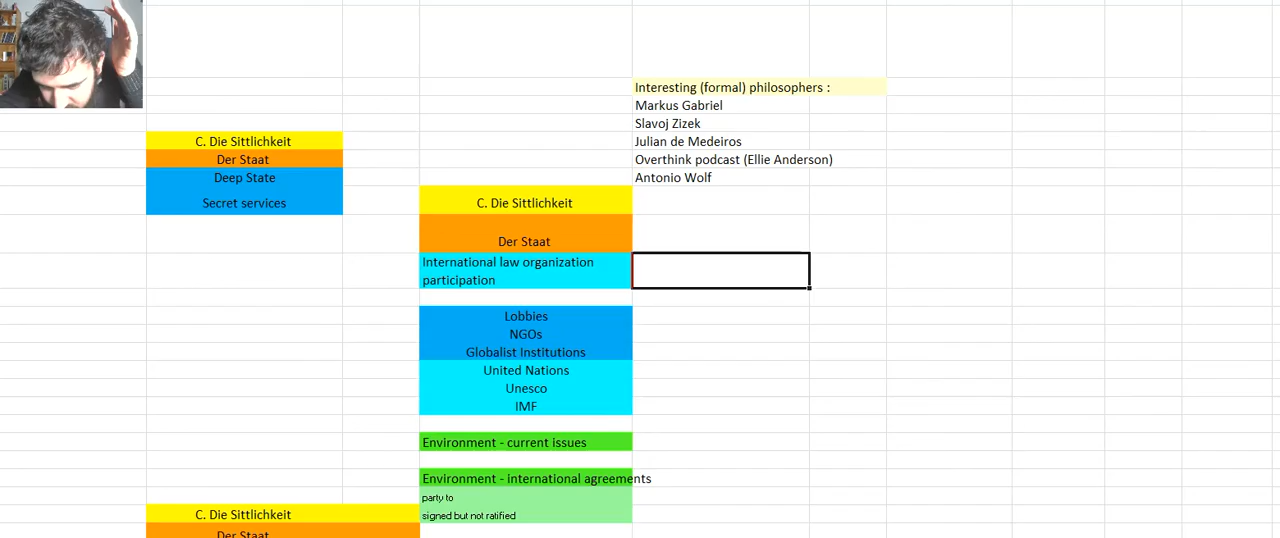 Interesting (formal) philosophers :
Markus Gabriel
Slavoj Zizek
Julian de Medeiros
Overthink podcast (Ellie Anderson)
Antonio Wolf
C. Die Sittlichkeit
Der Staat
Deep State
Secret services
C. Die Sittlichkeit
Der Staat
International law organization
participation
Lobbies
NGOs
Globalist Institutions
United Nations
Unesco
IMF
Environment - current issues
Environment - international agreements
party to
signed but not ratified
C. Die Sittlichkeit
Der Staat